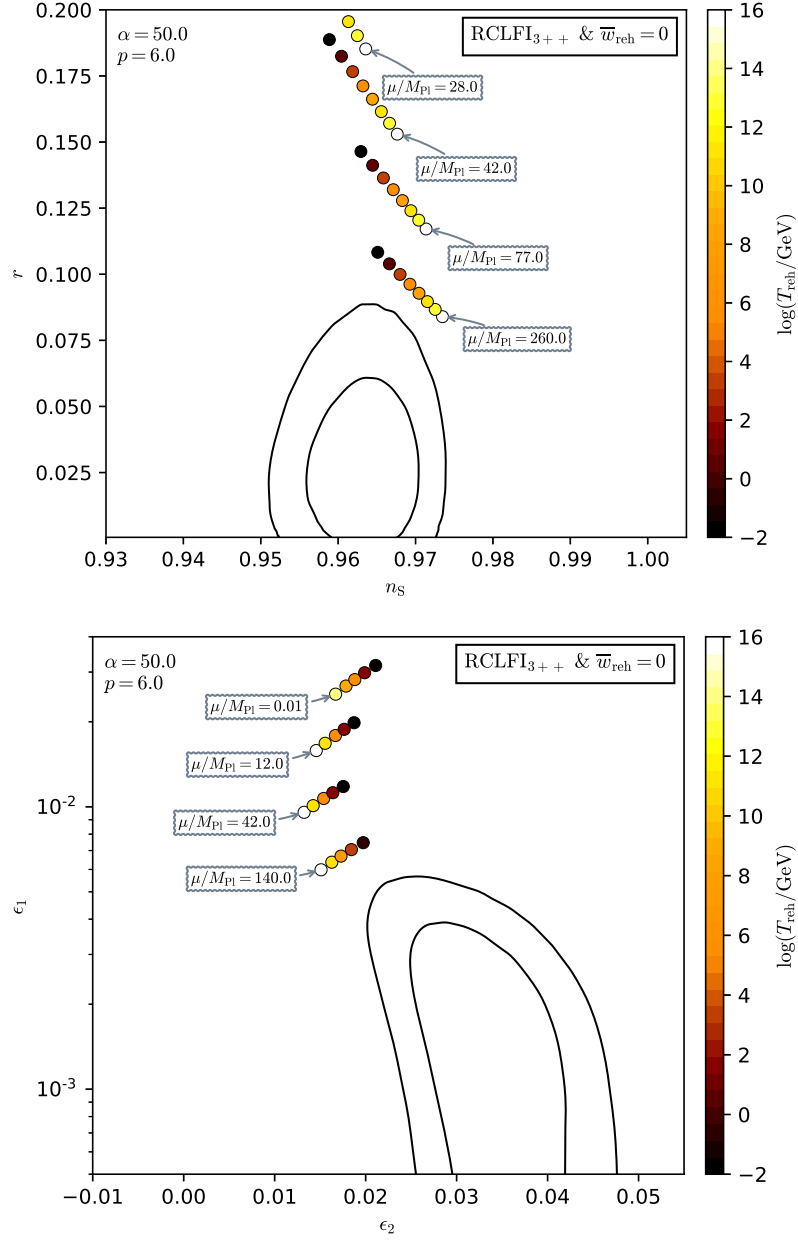 α = 50.0
p = 6.0
RCLFI3++ & w̅reh = 0
μ/MPl = 28.0
μ/MPl = 42.0
μ/MPl = 77.0
μ/MPl = 260.0
0.200
0.175
0.150
0.125
0.100
0.075
0.050
0.025
r
0.93 0.94 0.95 0.96 0.97 0.98 0.99 1.00
nS
16
14
12
10
8
6
4
2
0
−2
log(Treh/GeV)
α = 50.0
p = 6.0
RCLFI3++ & w̅reh = 0
μ/MPl = 0.01
μ/MPl = 12.0
μ/MPl = 42.0
μ/MPl = 140.0
10−2
10−3
ϵ1
−0.01 0.00 0.01 0.02 0.03 0.04 0.05
ϵ2
16
14
12
10
8
6
4
2
0
−2
log(Treh/GeV)